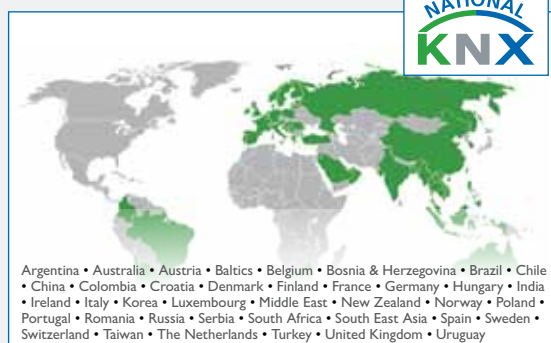 NATIONAL
KNX
Argentina • Australia • Austria • Baltics • Belgium • Bosnia & Herzegovina • Brazil • Chile
• China • Colombia • Croatia • Denmark • Finland • France • Germany • Hungary • India
• Ireland • Italy • Korea • Luxembourg • Middle East • New Zealand • Norway • Poland •
Portugal • Romania • Russia • Serbia • South Africa • South East Asia • Spain • Sweden •
Switzerland • Taiwan • The Netherlands • Turkey • United Kingdom • Uruguay